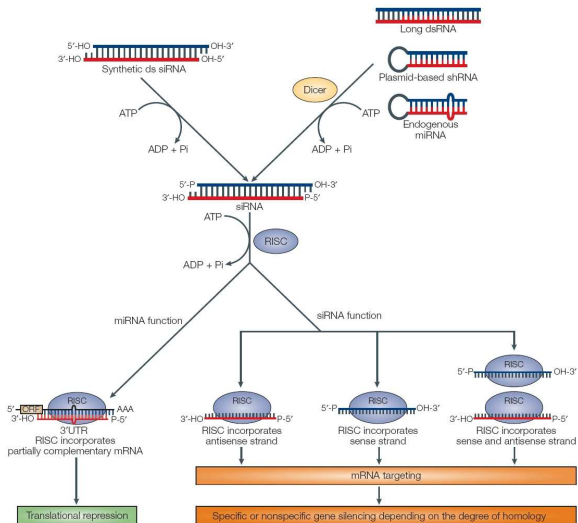 Long dsRNA
5′-HO OH-3′
3′-HO OH-5′
Synthetic ds siRNA
Plasmid-based shRNA
Dicer
ATP
ATP
Endogenous
miRNA
ADP + Pi
ADP + Pi
5′-P OH-3′
3′-HO P-5′
siRNA
ATP
RISC
ADP + Pi
miRNA function
siRNA function
RISC
5′-P OH-3′
RISC
5′- ORF AAA
3′-HO P-5′
3′UTR
RISC incorporates
partially complementary mRNA
RISC
3′-HO P-5′
RISC incorporates
antisense strand
RISC
5′-P OH-3′
RISC incorporates
sense strand
RISC
3′-HO P-5′
RISC incorporates
sense and antisense strand
mRNA targeting
Translational repression
Specific or nonspecific gene silencing depending on the degree of homology